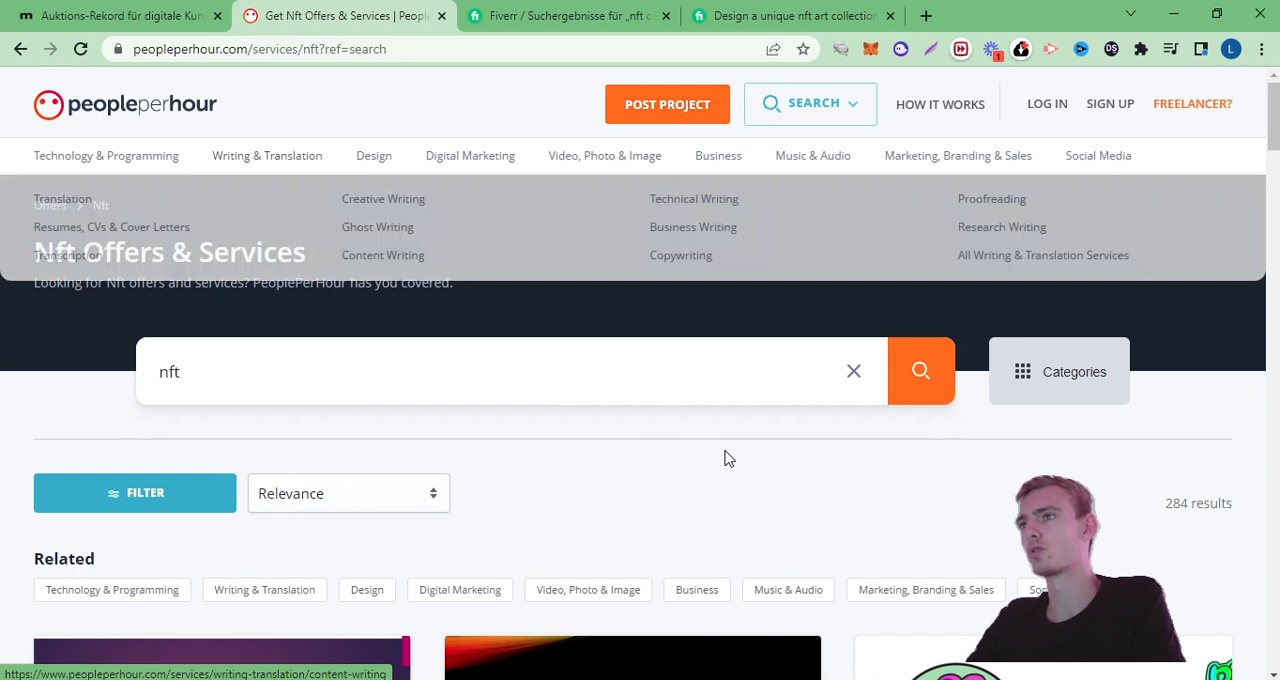 Auktions-Rekord für digitale Kun
Get Nft Offers & Services | People
Fiverr / Suchergebnisse für „nft c
Design a unique nft art collection
peopleperhour.com/services/nft?ref=search
1
DS
L
peopleperhour
POST PROJECT
SEARCH
HOW IT WORKS
LOG IN
SIGN UP
FREELANCER?
Technology & Programming
Writing & Translation
Design
Digital Marketing
Video, Photo & Image
Business
Music & Audio
Marketing, Branding & Sales
Social Media
Translation
Creative Writing
Technical Writing
Proofreading
Offers > Nft
Resumes, CVs & Cover Letters
Ghost Writing
Business Writing
Research Writing
Nft Offers & Services
Transcription
Content Writing
Copywriting
All Writing & Translation Services
Looking for Nft offers and services? PeoplePerHour has you covered.
nft
Categories
FILTER
Relevance
284 results
Related
Technology & Programming
Writing & Translation
Design
Digital Marketing
Video, Photo & Image
Business
Music & Audio
Marketing, Branding & Sales
https://www.peopleperhour.com/services/writing-translation/content-writing